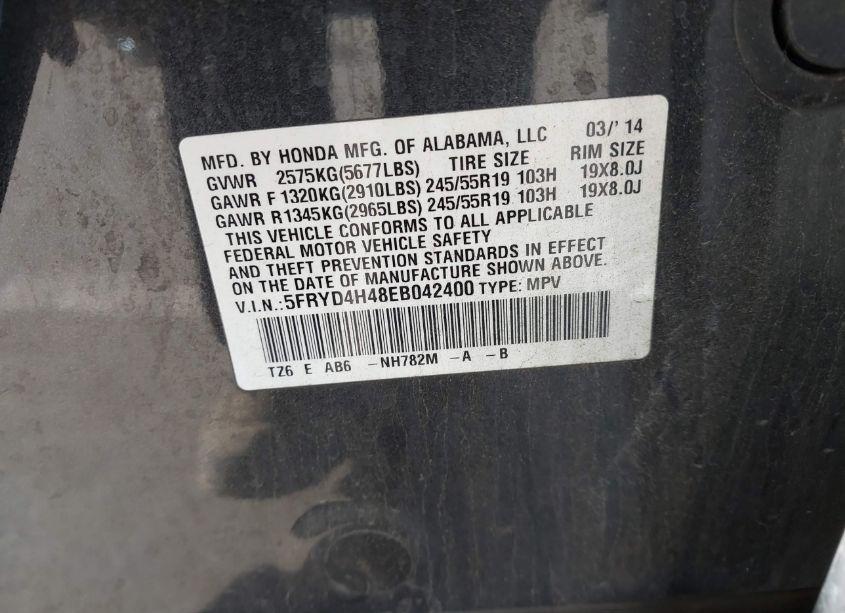 MFD. BY HONDA MFG. OF ALABAMA, LLC 03/' 14
GVWR 2575KG(5677LBS) TIRE SIZE RIM SIZE
GAWR F 1320KG(2910LBS) 245/55R19 103H 19X8.0J
GAWR R1345KG(2965LBS) 245/55R19 103H 19X8.0J
THIS VEHICLE CONFORMS TO ALL APPLICABLE
FEDERAL MOTOR VEHICLE SAFETY
AND THEFT PREVENTION STANDARDS IN EFFECT
ON THE DATE OF MANUFACTURE SHOWN ABOVE.
V.I.N.:5FRYD4H48EB042400 TYPE: MPV
TZ6 E AB6 -NH782M -A -B